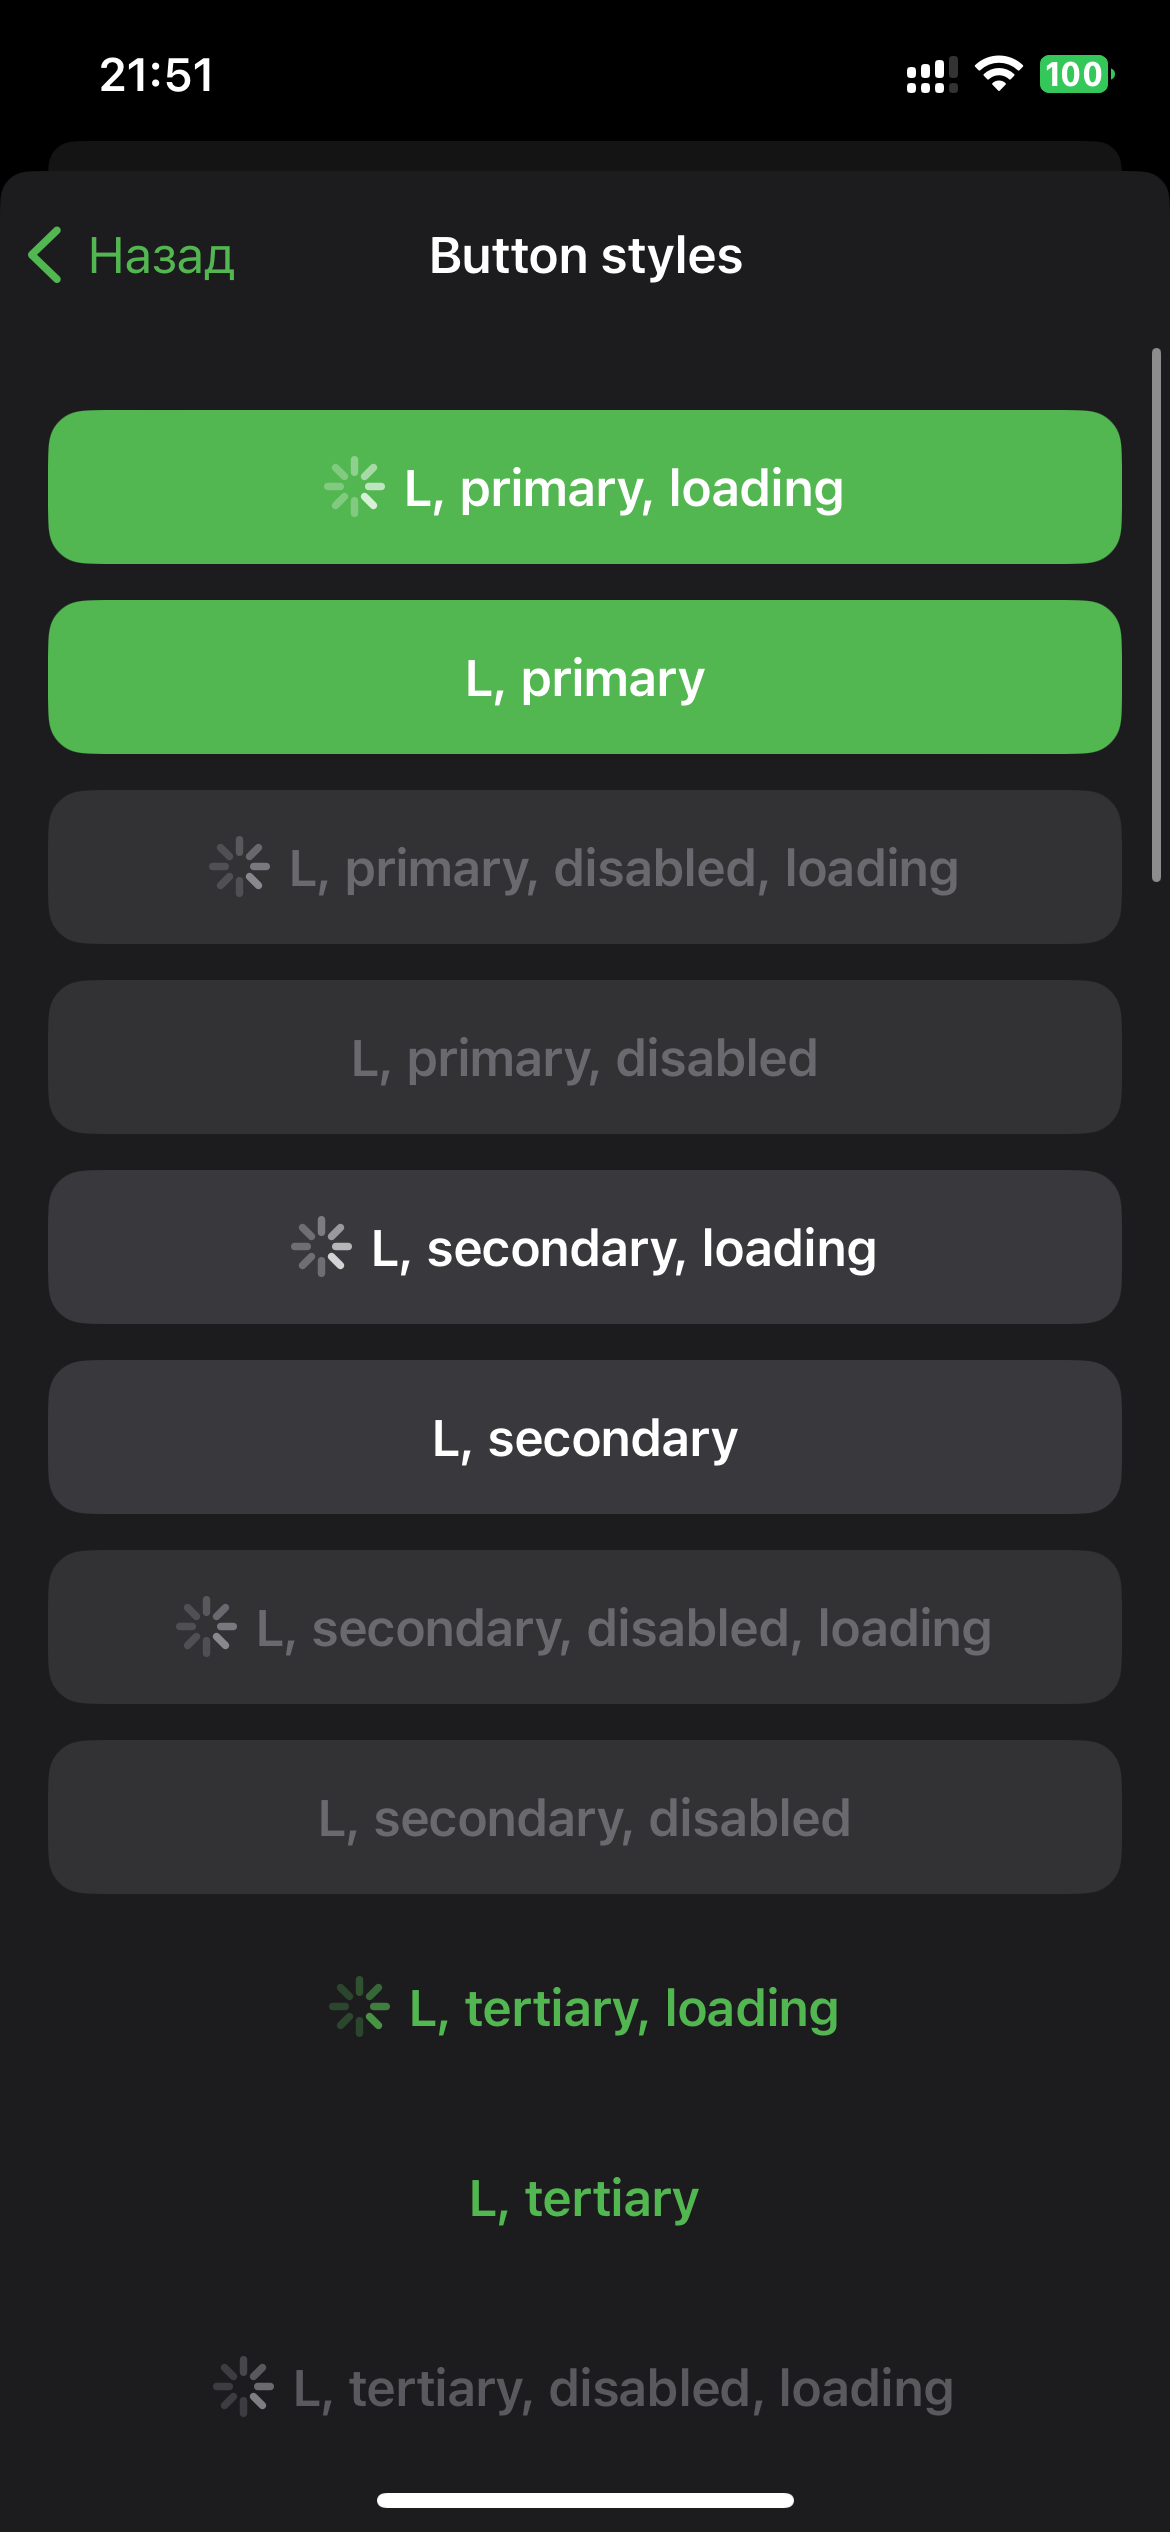 21:51
100
Назад
Button styles
L, primary, loading
L, primary
L, primary, disabled, loading
L, primary, disabled
L, secondary, loading
L, secondary
L, secondary, disabled, loading
L, secondary, disabled
L, tertiary, loading
L, tertiary
L, tertiary, disabled, loading